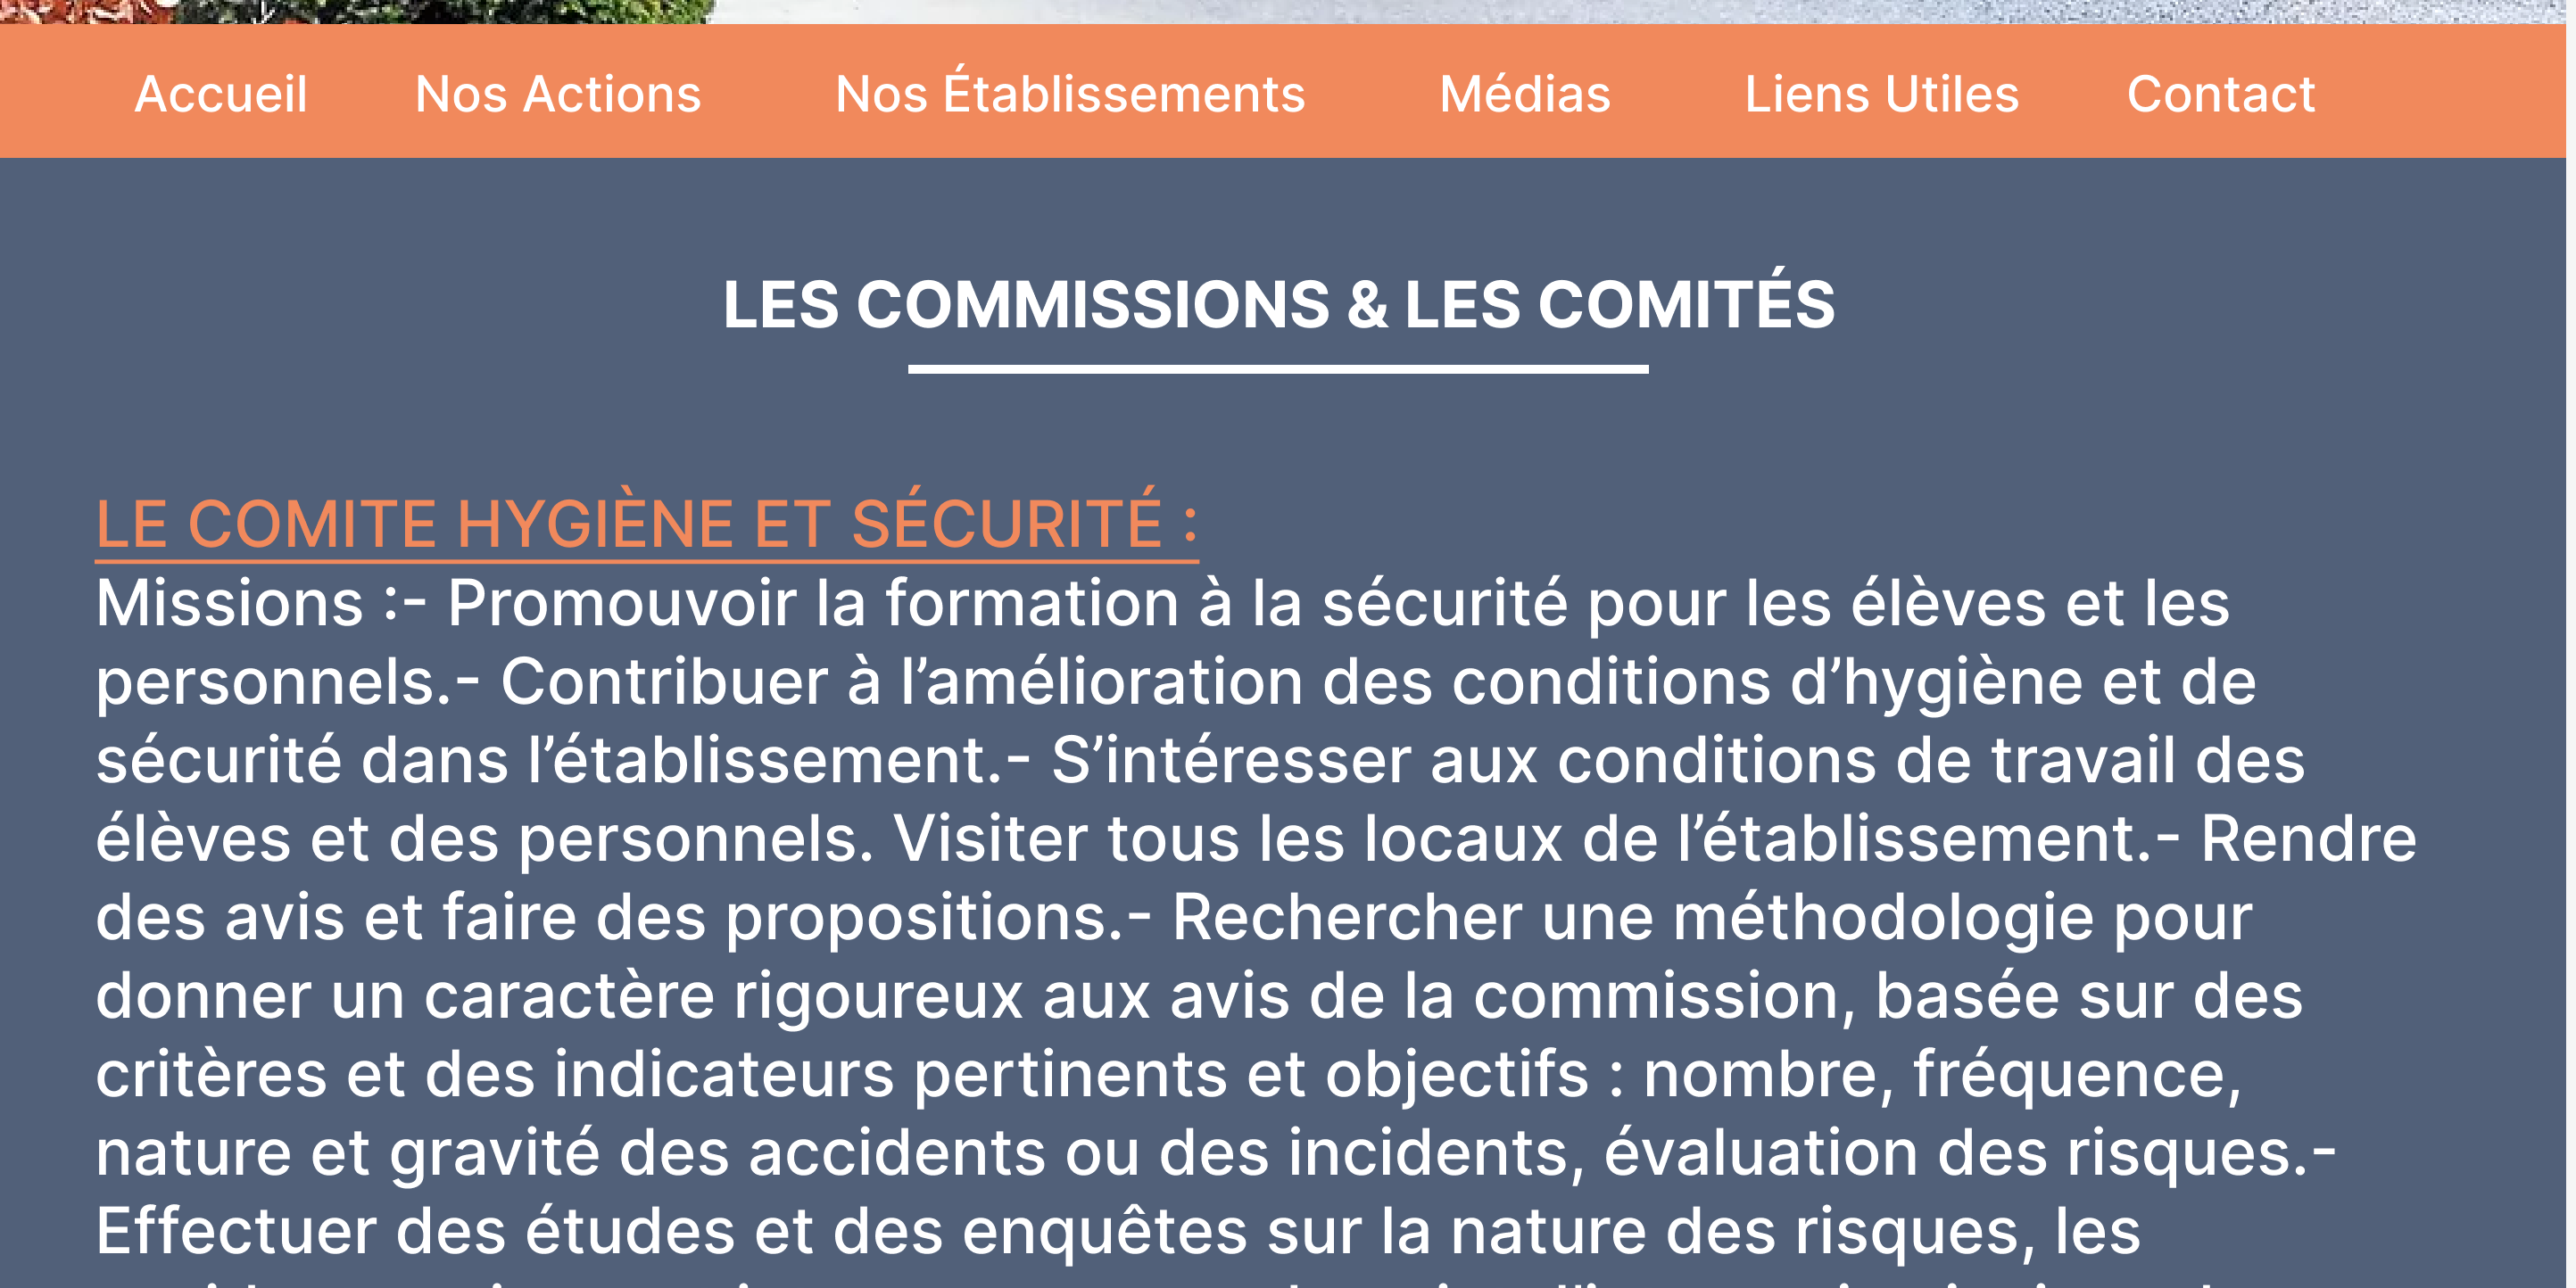 Accueil Nos Actions Nos Établissements Médias Liens Utiles Contact
LES COMMISSIONS & LES COMITÉS
LE COMITE HYGIÈNE ET SÉCURITÉ :
Missions :- Promouvoir la formation à la sécurité pour les élèves et les
personnels.- Contribuer à l’amélioration des conditions d’hygiène et de
sécurité dans l’établissement.- S’intéresser aux conditions de travail des
élèves et des personnels. Visiter tous les locaux de l’établissement.- Rendre
des avis et faire des propositions.- Rechercher une méthodologie pour
donner un caractère rigoureux aux avis de la commission, basée sur des
critères et des indicateurs pertinents et objectifs : nombre, fréquence,
nature et gravité des accidents ou des incidents, évaluation des risques.-
Effectuer des études et des enquêtes sur la nature des risques, les